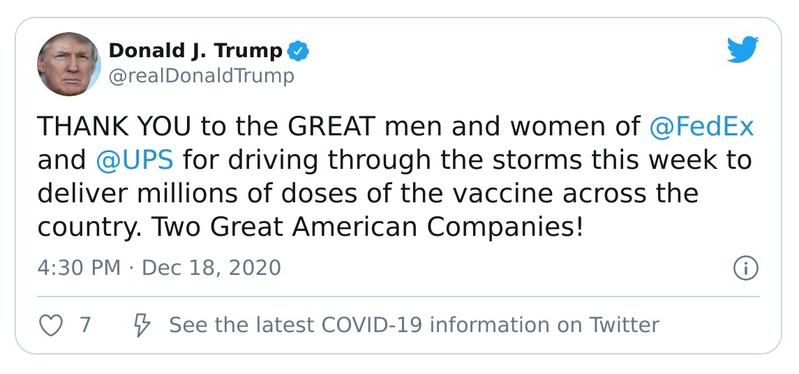 Donald J. Trump
@realDonaldTrump
THANK YOU to the GREAT men and women of @FedEx
and @UPS for driving through the storms this week to
deliver millions of doses of the vaccine across the
country. Two Great American Companies!
4:30 PM · Dec 18, 2020
7 See the latest COVID-19 information on Twitter